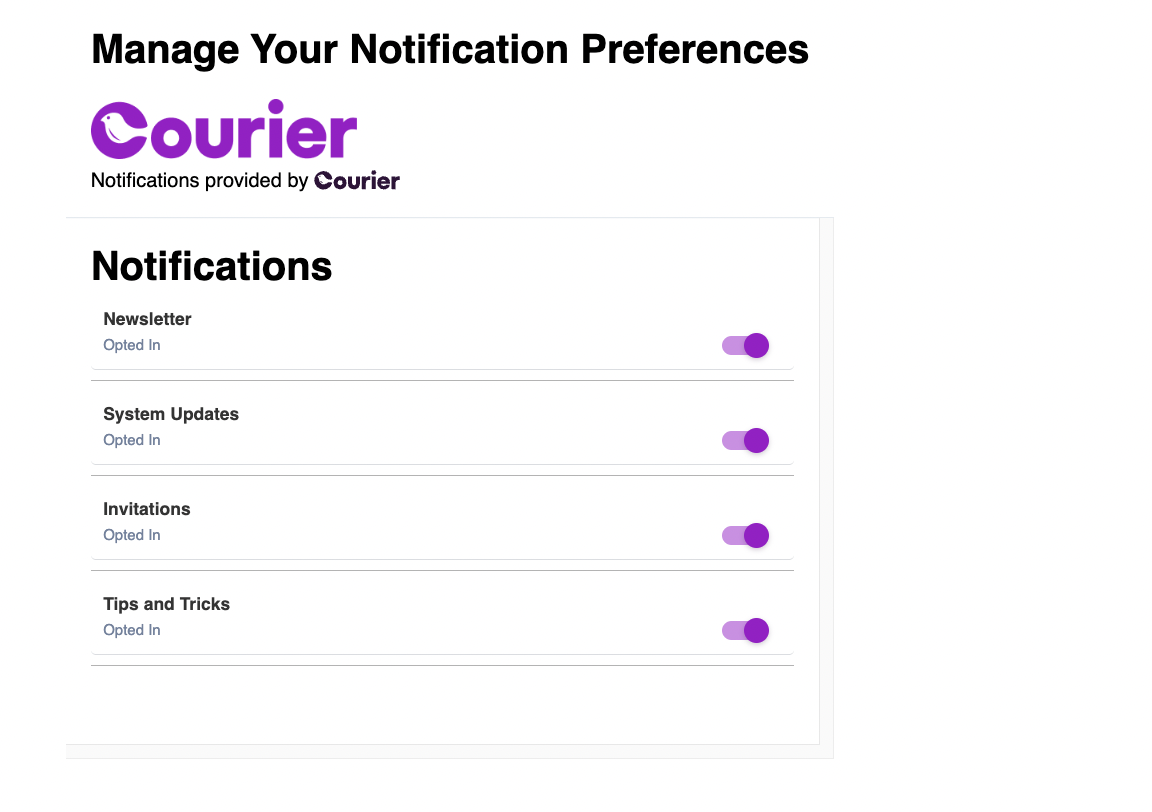 Manage Your Notification Preferences
Courier
Notifications provided by Courier
Notifications
Newsletter
Opted In
System Updates
Opted In
Invitations
Opted In
Tips and Tricks
Opted In